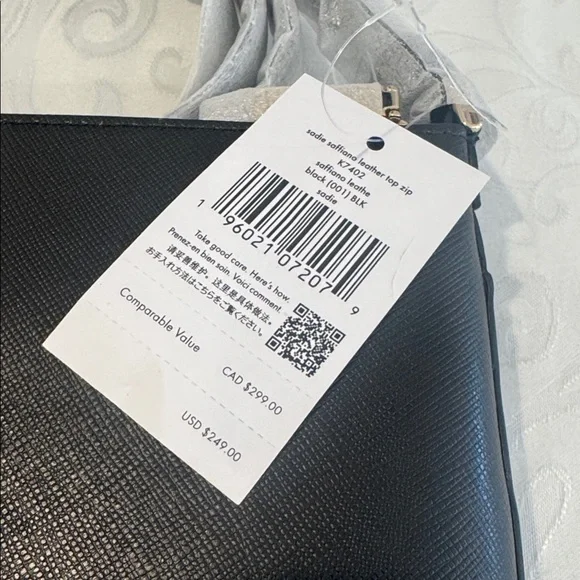 sadie saffiano leather top zip
K7402
saffiano leathe
black (001) BLK
sadie
1 96021 07207 9
Take good care. Here's how.
Prenez-en bien soin. Voici comment.
请妥善维护。这里是具体做法。
お手入れ方法はこちらをご覧ください。
Comparable Value
CAD $299.00
USD $249.00